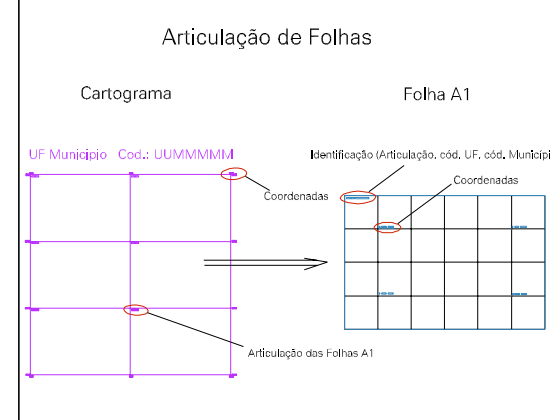 Articulação de Folhas
Cartograma
Folha A1
UF Municipio Cod.: UUMMMMM
Identificação (Articulação, cód. UF, cód. Municípi
Coordenadas
Coordenadas
Articulação das Folhas A1